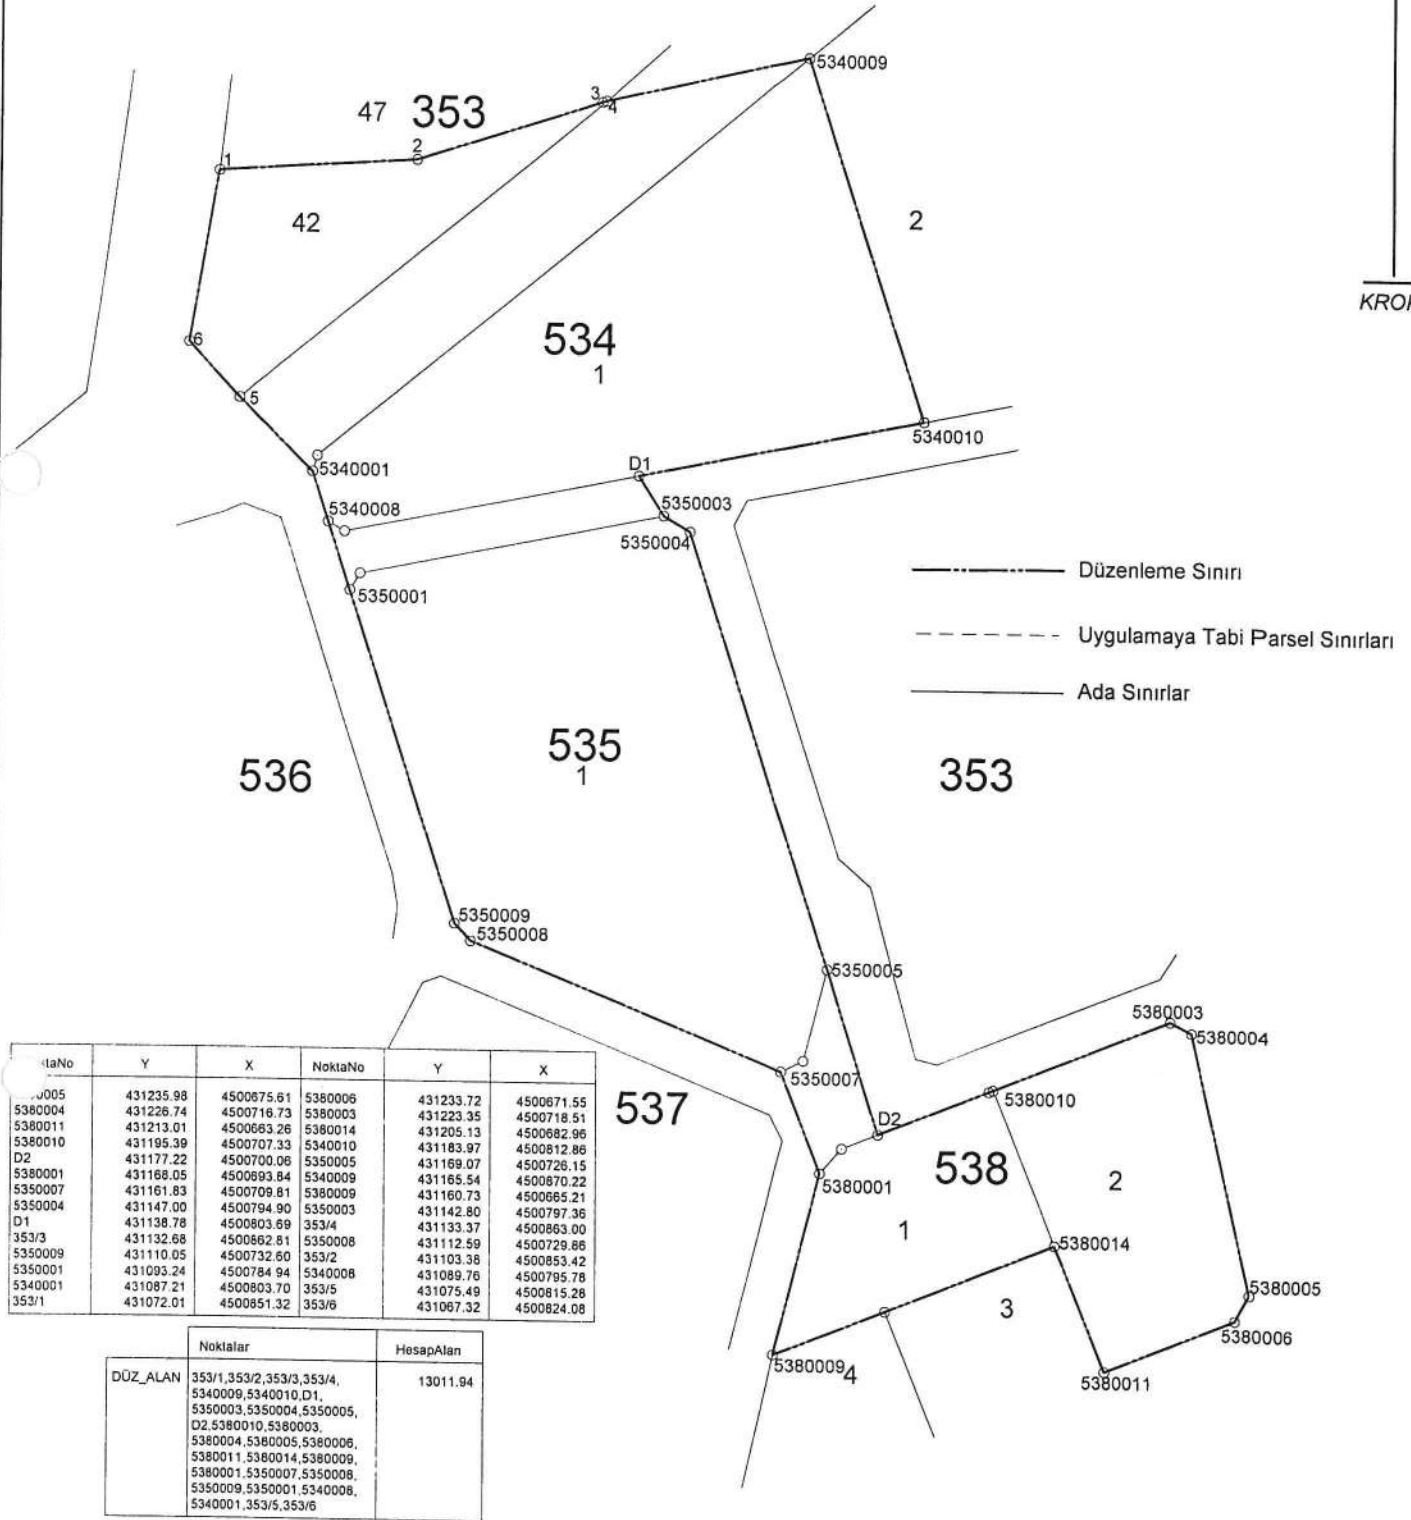 5340009
47 353
3
4
2
1
42
2
KROK
534
1
6
5
5340010
D1
5340001
5350003
5340008
5350004
5350001
Düzenleme Sınırı
Uygulamaya Tabi Parsel Sınırları
Ada Sınırlar
535
1
536
353
5350009
5350008
5350005
5380003
5380004
5350007
537
5380010
D2
538
2
5380001
1
5380014
5380005
3
5380006
5380009
4
5380011
Y X NoktaNo Y X
431235.98 4500675.61 5380006 431233.72 4500671.55
5380004 431226.74 4500716.73 5380003 431223.35 4500718.51
5380011 431213.01 4500663.26 5380014 431205.13 4500682.96
5380010 431195.39 4500707.33 5340010 431183.97 4500812.86
D2 431177.22 4500700.06 5350005 431169.07 4500726.15
5380001 431168.05 4500693.84 5340009 431165.54 4500870.22
5350007 431161.83 4500709.81 5380009 431160.73 4500665.21
5350004 431147.00 4500794.90 5350003 431142.80 4500797.36
D1 431138.78 4500803.69 353/4 431133.37 4500863.00
353/3 431132.68 4500862.81 5350008 431112.59 4500729.86
5350009 431110.05 4500732.60 353/2 431103.38 4500853.42
5350001 431093.24 4500784.94 5340008 431089.76 4500795.78
5340001 431087.21 4500803.70 353/5 431075.49 4500815.28
353/1 431072.01 4500851.32 353/6 431067.32 4500824.08
Noktalar HesapAlan
DÜZ_ALAN 353/1,353/2,353/3,353/4, 13011.94
5340009,5340010,D1,
5350003,5350004,5350005,
D2,5380010,5380003,
5380004,5380005,5380006,
5380011,5380014,5380009,
5380001,5350007,5350008,
5350009,5350001,5340008,
5340001,353/5,353/6